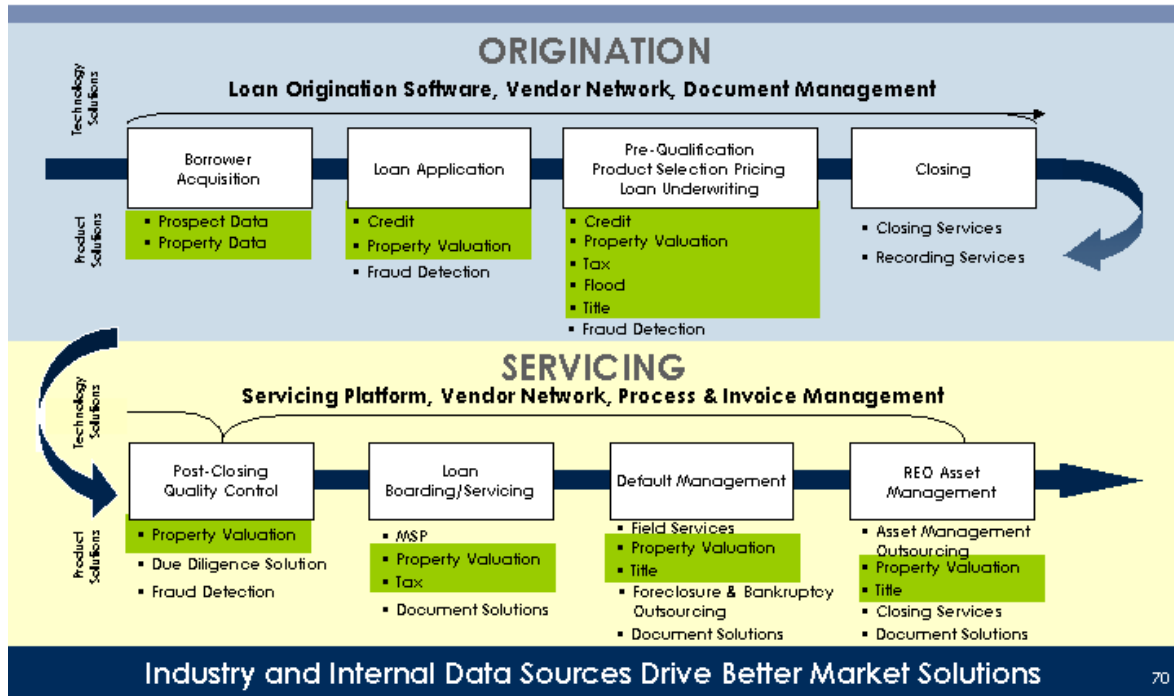 ORIGINATION
Technology
Solutions
Loan Origination Software, Vendor Network, Document Management
Borrower
Acquisition
Loan Application
Pre-Qualification
Product Selection Pricing
Loan Underwriting
Closing
Product
Solutions
▪ Prospect Data
▪ Property Data
▪ Credit
▪ Property Valuation
▪ Fraud Detection
▪ Credit
▪ Property Valuation
▪ Tax
▪ Flood
▪ Title
▪ Fraud Detection
▪ Closing Services
▪ Recording Services
SERVICING
Technology
Solutions
Servicing Platform, Vendor Network, Process & Invoice Management
Post-Closing
Quality Control
Loan
Boarding/Servicing
Default Management
REO Asset
Management
Product
Solutions
▪ Property Valuation
▪ Due Diligence Solution
▪ Fraud Detection
▪ MSP
▪ Property Valuation
▪ Tax
▪ Document Solutions
▪ Field Services
▪ Property Valuation
▪ Title
▪ Foreclosure & Bankruptcy
Outsourcing
▪ Document Solutions
▪ Asset Management
Outsourcing
▪ Property Valuation
▪ Title
▪ Closing Services
▪ Document Solutions
Industry and Internal Data Sources Drive Better Market Solutions
70